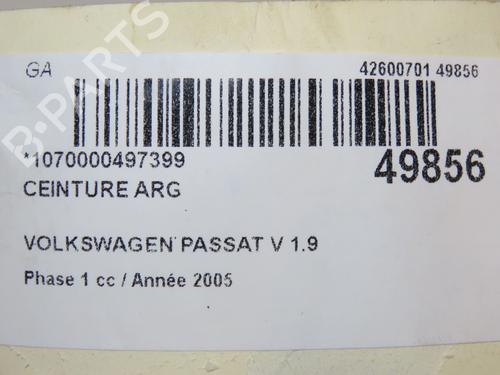 GA
42600701 49856
*1070000497399
49856
CEINTURE ARG
VOLKSWAGEN PASSAT V 1.9
Phase 1 cc / Année 2005
B-PARTS